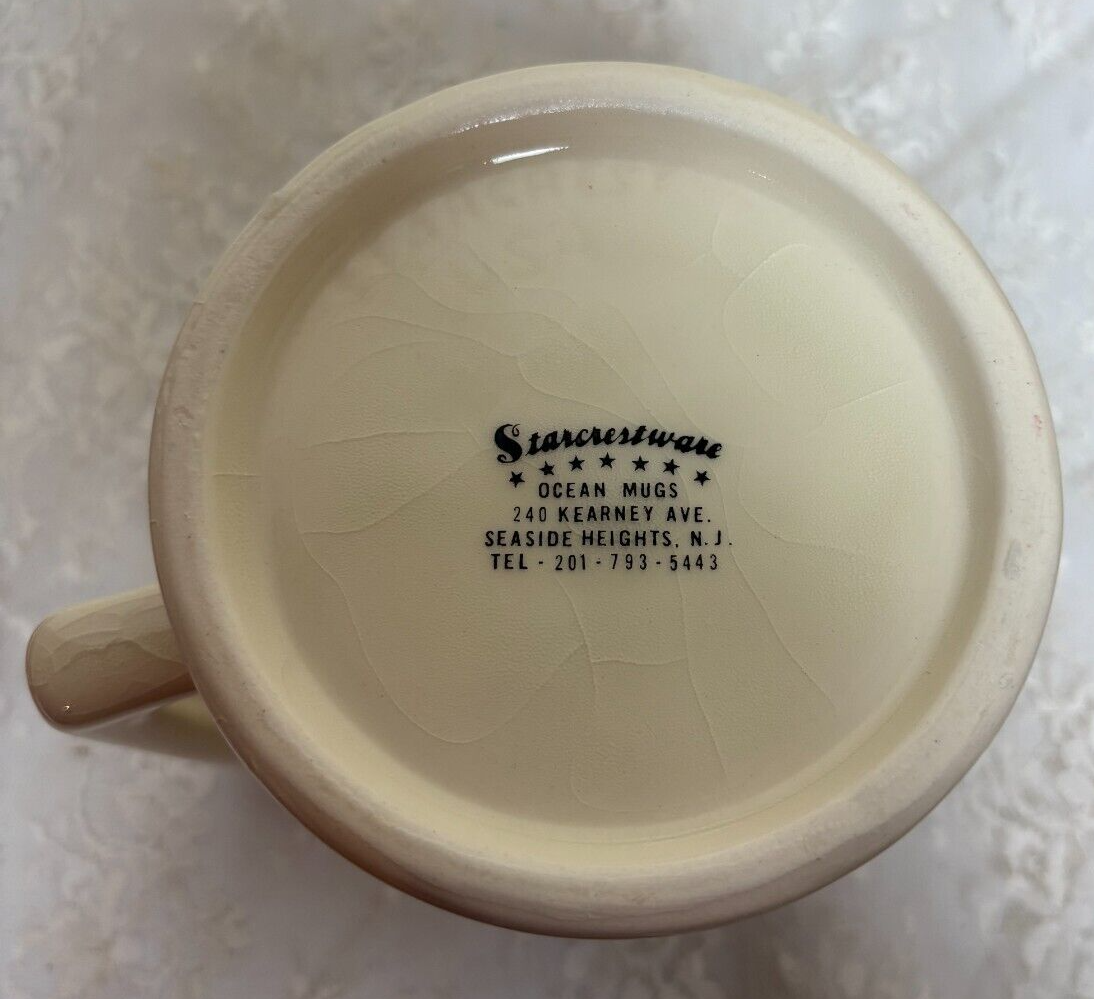 Starcrestware
OCEAN MUGS
240 KEARNEY AVE.
SEASIDE HEIGHTS, N.J.
TEL - 201 - 793 - 5443